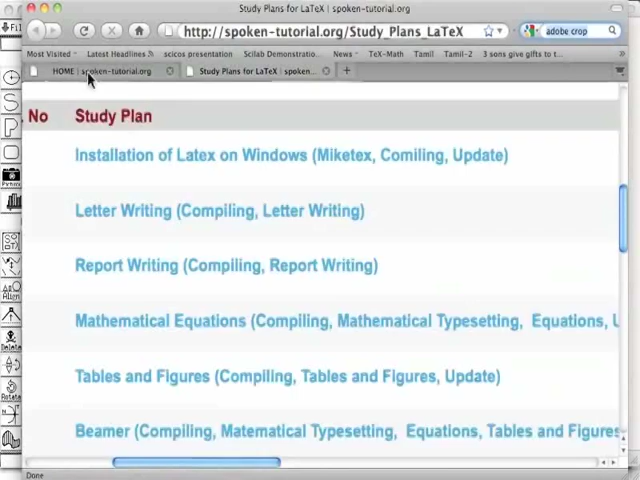 Study Plans for LaTeX | spoken-tutorial.org
http://spoken-tutorial.org/Study_Plans_LaTeX
adobe crop
Most Visited Latest Headlines scicos presentation Scilab Demonstratio... News TeX-Math Tamil Tamil-2 3 sons give gifts to t...
HOME | spoken-tutorial.org
Study Plans for LaTeX | spoken...
. No Study Plan
Installation of Latex on Windows (Miketex, Comiling, Update)
Letter Writing (Compiling, Letter Writing)
Report Writing (Compiling, Report Writing)
Mathematical Equations (Compiling, Mathematical Typesetting, Equations, U
Tables and Figures (Compiling, Tables and Figures, Update)
Beamer (Compiling, Matematical Typesetting, Equations, Tables and Figures
Done